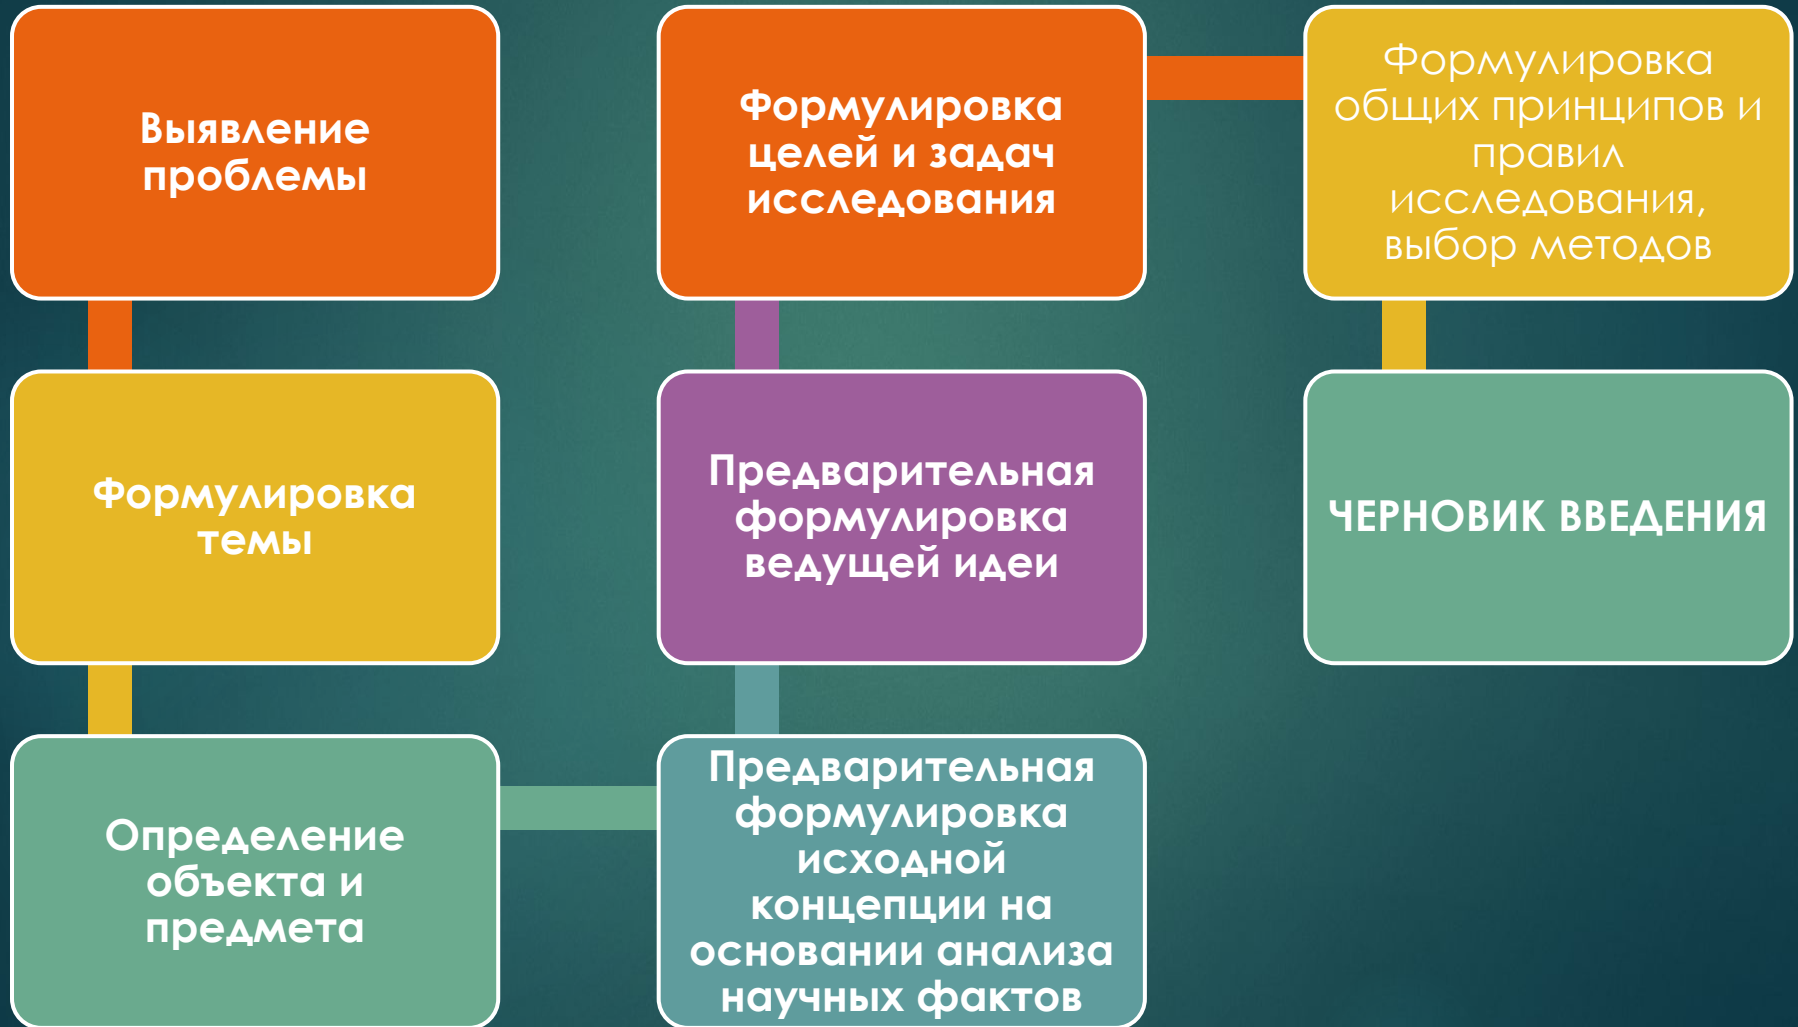 Выявление
проблемы
Формулировка
темы
Определение
объекта и
предмета
Предварительная
формулировка
исходной
концепции на
основании анализа
научных фактов
Предварительная
формулировка
ведущей идеи
Формулировка
целей и задач
исследования
Формулировка
общих принципов и
правил
исследования,
выбор методов
ЧЕРНОВИК ВВЕДЕНИЯ